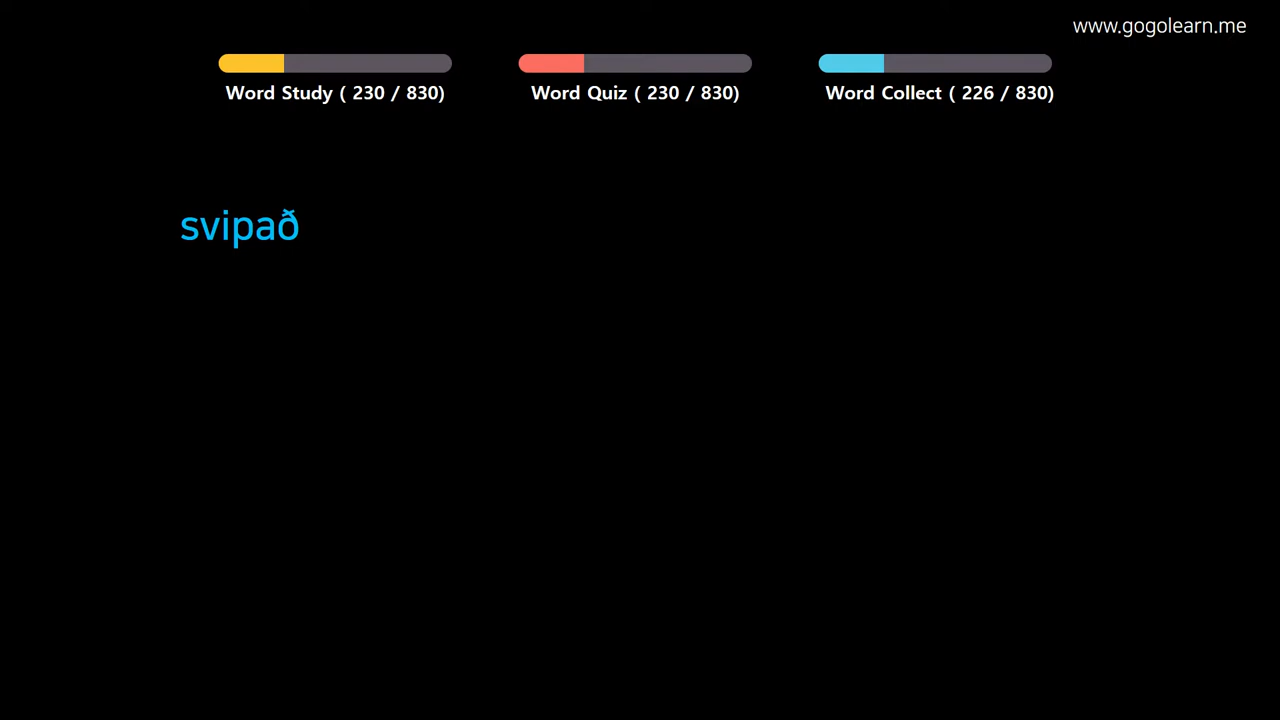 www.gogolearn.me
Word Study ( 230 / 830)
Word Quiz ( 230 / 830)
Word Collect ( 226 / 830)
svipað